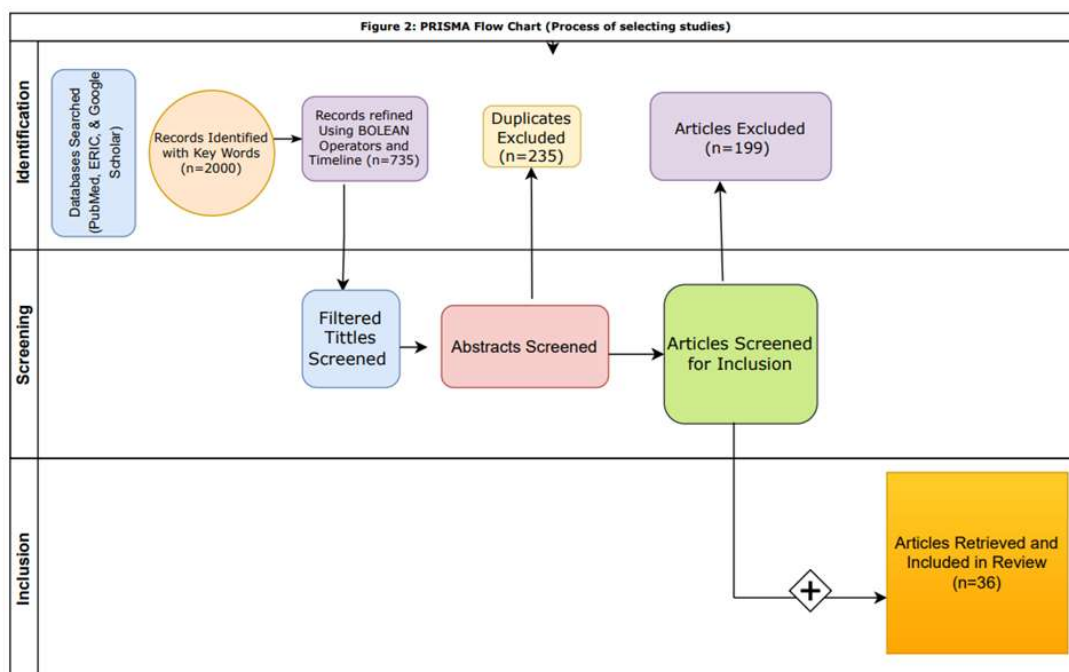 Figure 2: PRISMA Flow Chart (Process of selecting studies)
Identification
Databases Searched
(PubMed, ERIC, & Google
Scholar)
Records Identified
with Key Words
(n=2000)
Records refined
Using BOLEAN
Operators and
Timeline (n=735)
Duplicates
Excluded
(n=235)
Articles Excluded
(n=199)
Screening
Filtered
Tittles
Screened
Abstracts Screened
Articles Screened
for Inclusion
Inclusion
Articles Retrieved and
Included in Review
(n=36)